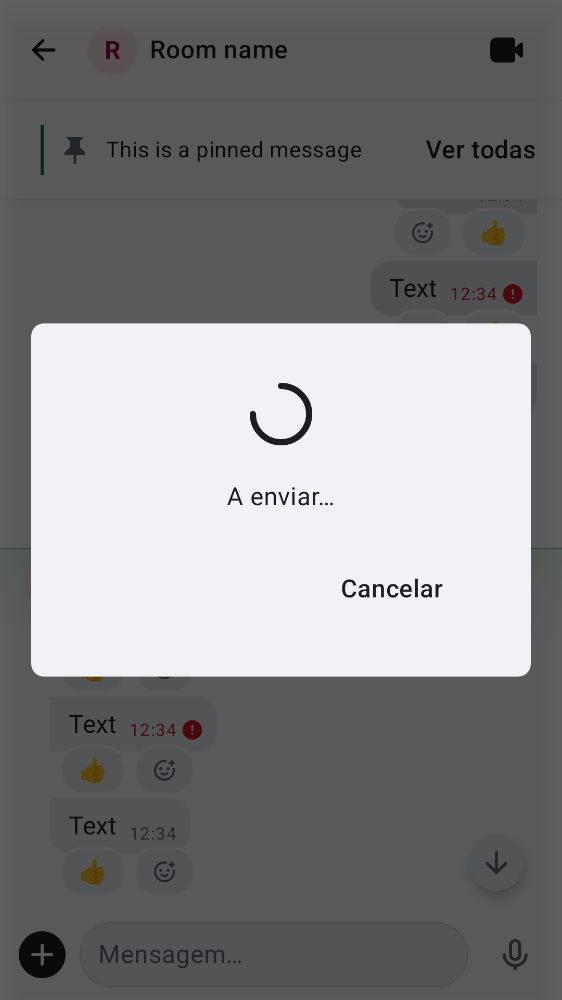 R Room name
This is a pinned message Ver todas
Text 12:34
A enviar...
Cancelar
Text 12:34
Text 12:34
Mensagem...